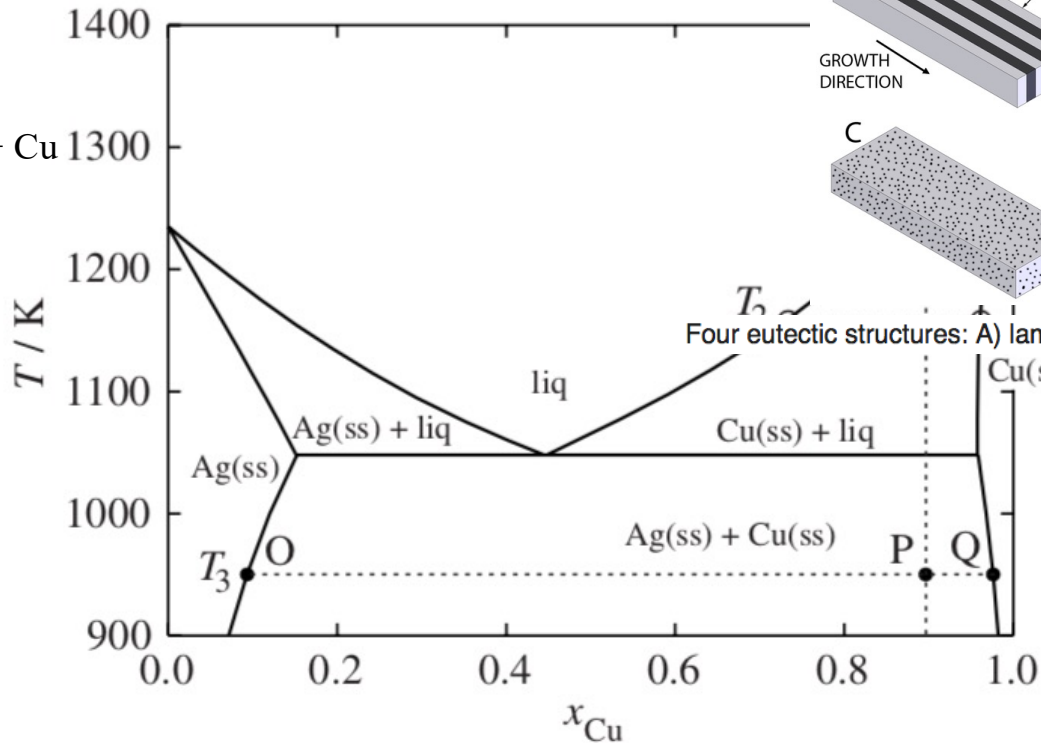 1400
GROWTH
DIRECTION
C
Cu
1300
1200
T / K
Four eutectic structures: A)
1100
liq
Ag(ss) + liq
Cu(ss) + liq
Ag(ss)
1000
Ag(ss) + Cu(ss)
T3
O
P
Q
900
0.0
0.2
0.4
0.6
0.8
1.0
xCu